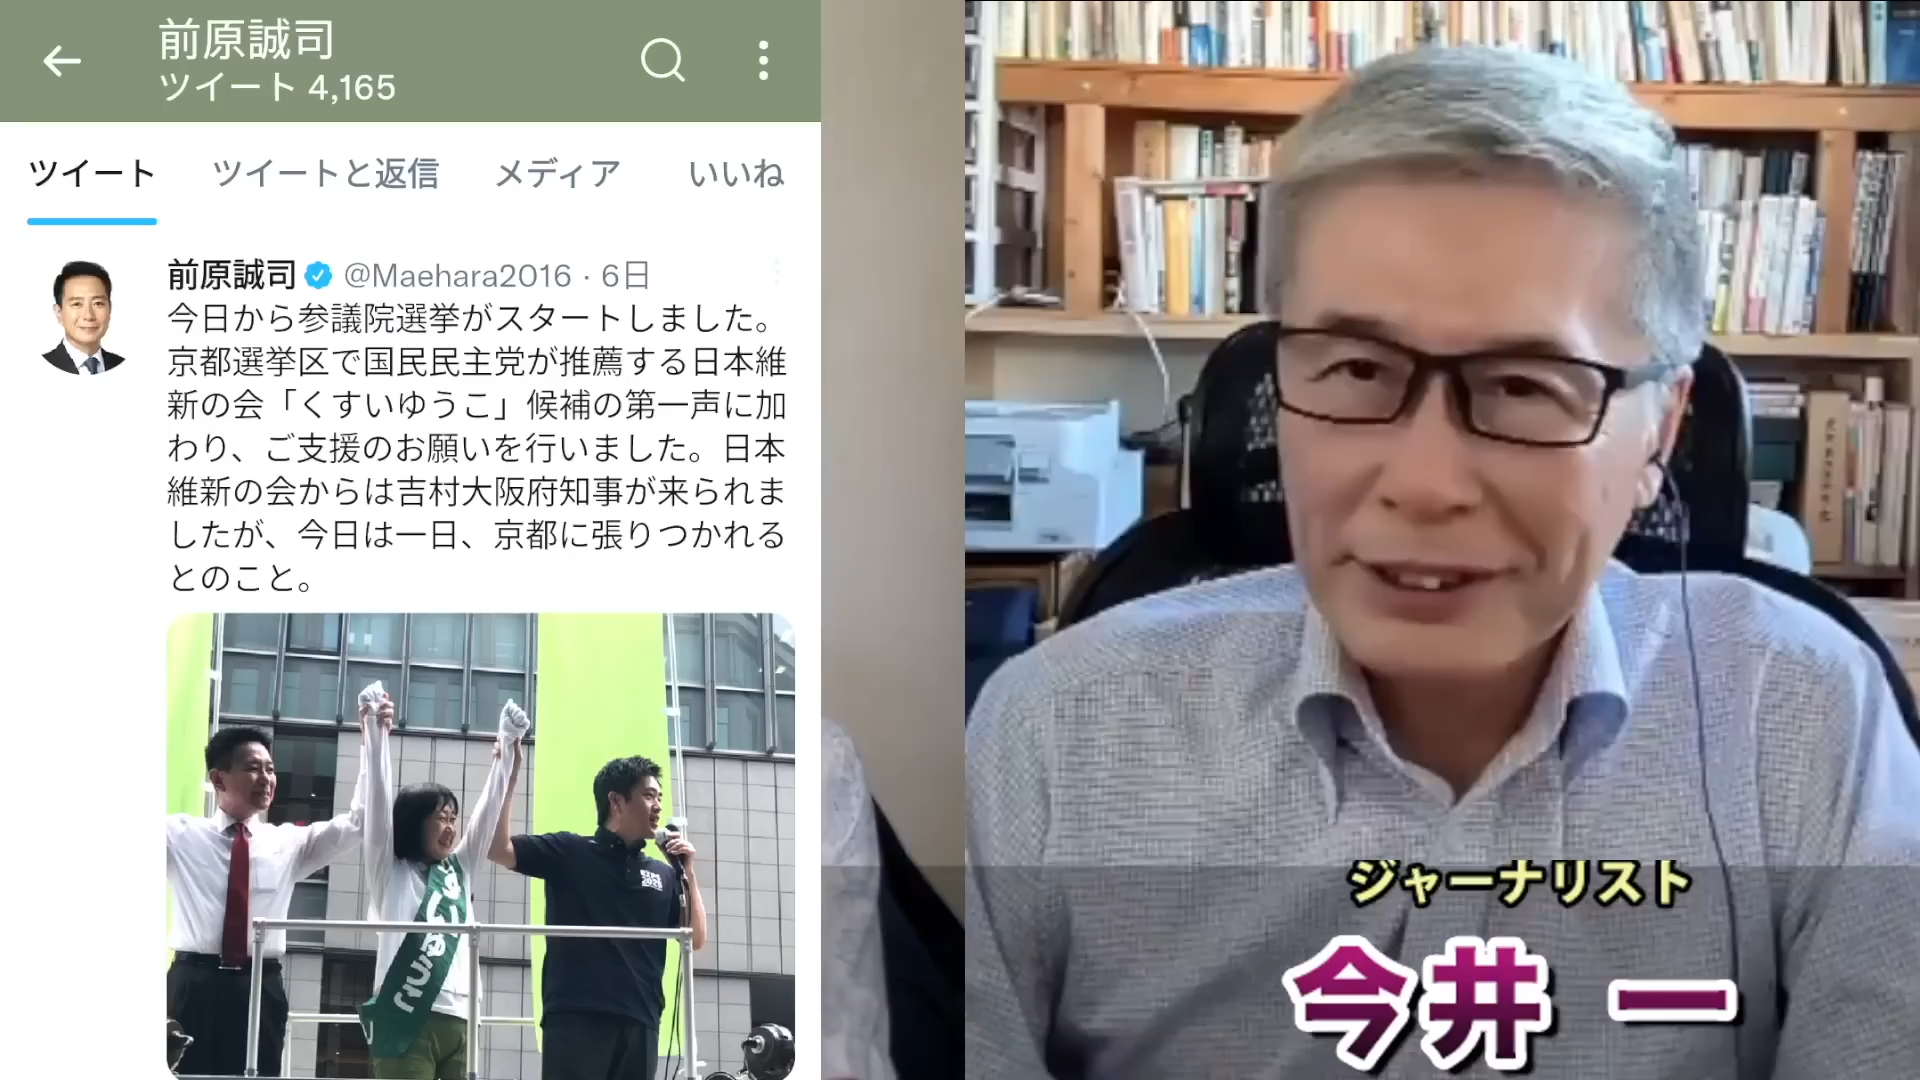 前原誠司
ツイート 4,165
ツイート
ツイートと返信
メディア
いいね
前原誠司 @Maehara2016 · 6日
今日から参議院選挙がスタートしました。
京都選挙区で国民民主党が推薦する日本維
新の会「くすいゆうこ」候補の第一声に加
わり、ご支援のお願いを行いました。日本
維新の会からは吉村大阪府知事が来られま
したが、今日は一日、京都に張りつかれる
とのこと。
ジャーナリスト
今井 一